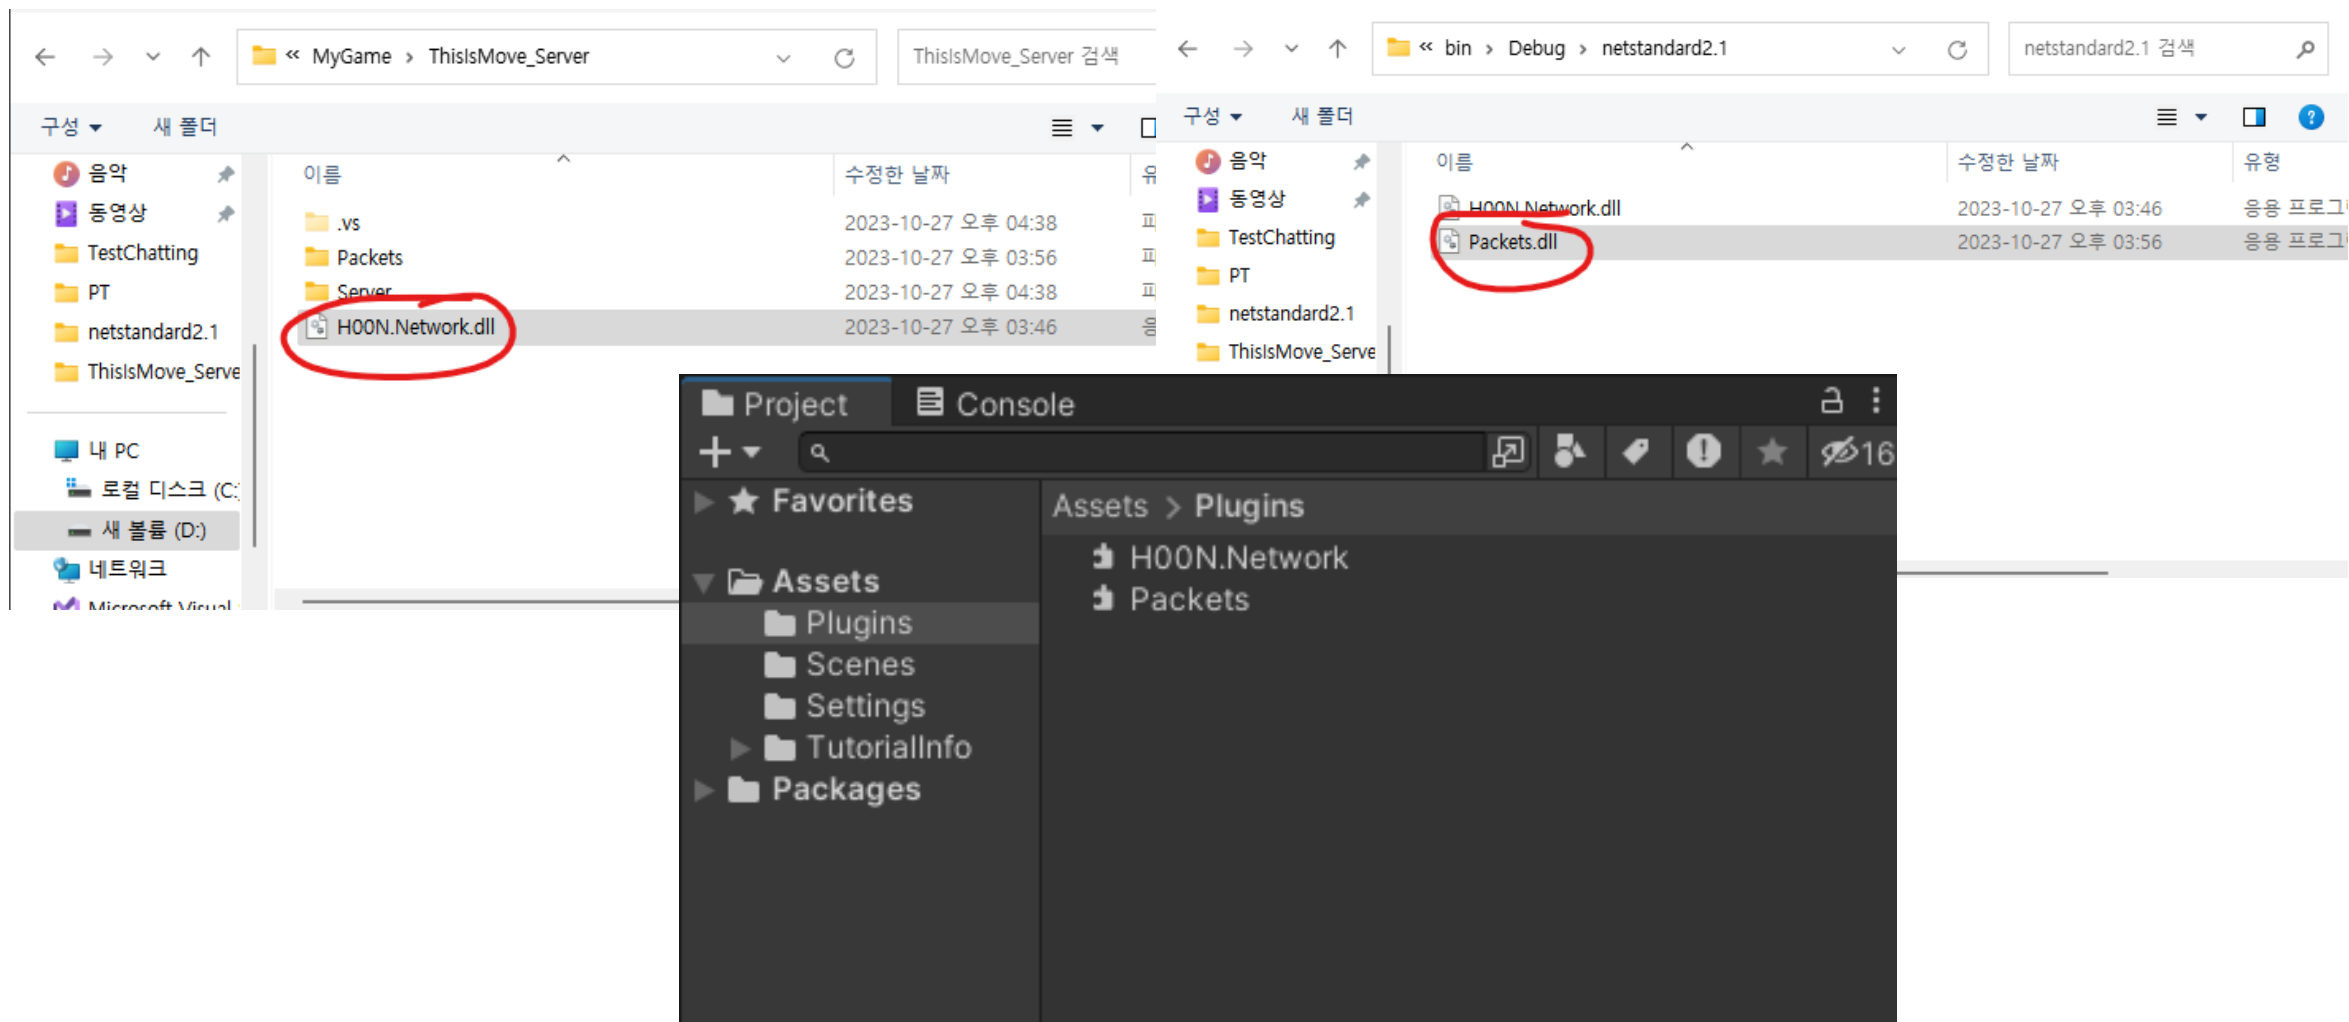 « MyGame › ThisIsMove_Server
ThisIsMove_Server 검색
구성
새 폴더
이름
수정한 날짜
음악
동영상
TestChatting
PT
netstandard2.1
ThisIsMove_Serve
내 PC
로컬 디스크 (C:
새 볼륨 (D:)
네트워크
Microsoft Visual
.vs 2023-10-27 오후 04:38
Packets 2023-10-27 오후 03:56
Server 2023-10-27 오후 04:38
H00N.Network.dll 2023-10-27 오후 03:46
« bin › Debug › netstandard2.1
netstandard2.1 검색
구성
새 폴더
이름
수정한 날짜
유형
음악
동영상
TestChatting
PT
netstandard2.1
ThisIsMove_Serve
H00N.Network.dll 2023-10-27 오후 03:46 응용 프로그
Packets.dll 2023-10-27 오후 03:56 응용 프로그
Project
Console
16
Favorites
Assets
Plugins
Scenes
Settings
TutorialInfo
Packages
Assets > Plugins
H00N.Network
Packets